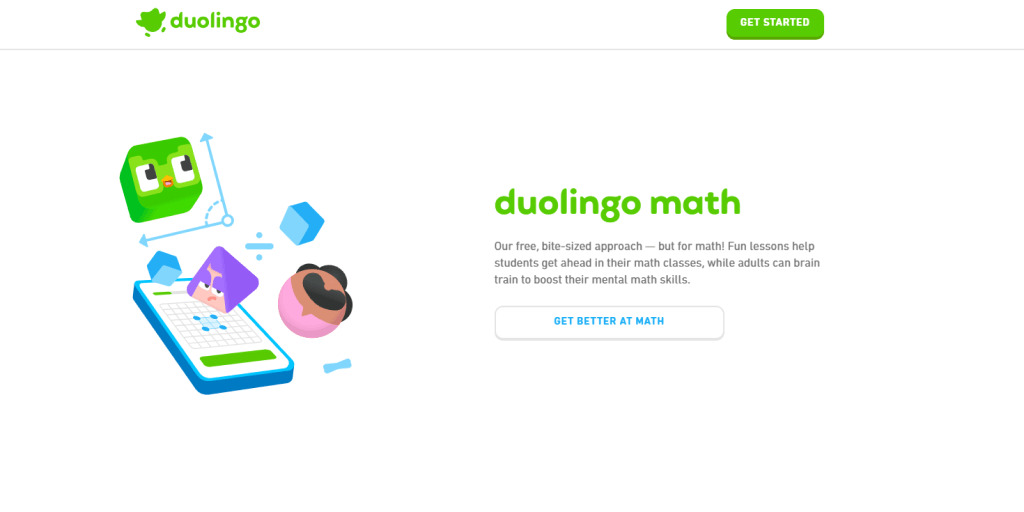 duolingo
GET STARTED
duolingo math
Our free, bite-sized approach — but for math! Fun lessons help
students get ahead in their math classes, while adults can brain
train to boost their mental math skills.
GET BETTER AT MATH